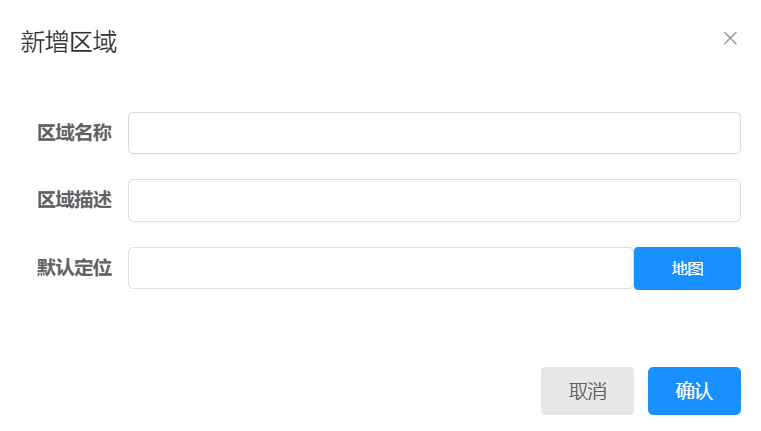 新增区域
区域名称
区域描述
默认定位
地图
取消
确认